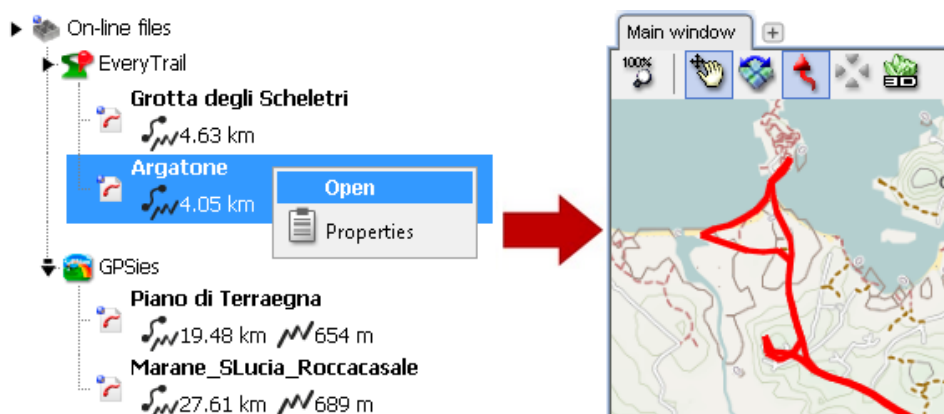 On-line files
EveryTrail
Grotta degli Scheletri
4.63 km
Argatone
4.05 km
Open
Properties
GPSies
Piano di Terraegna
19.48 km 654 m
Marane_SLucia_Roccacasale
27.61 km 689 m
Main window
100%
3D